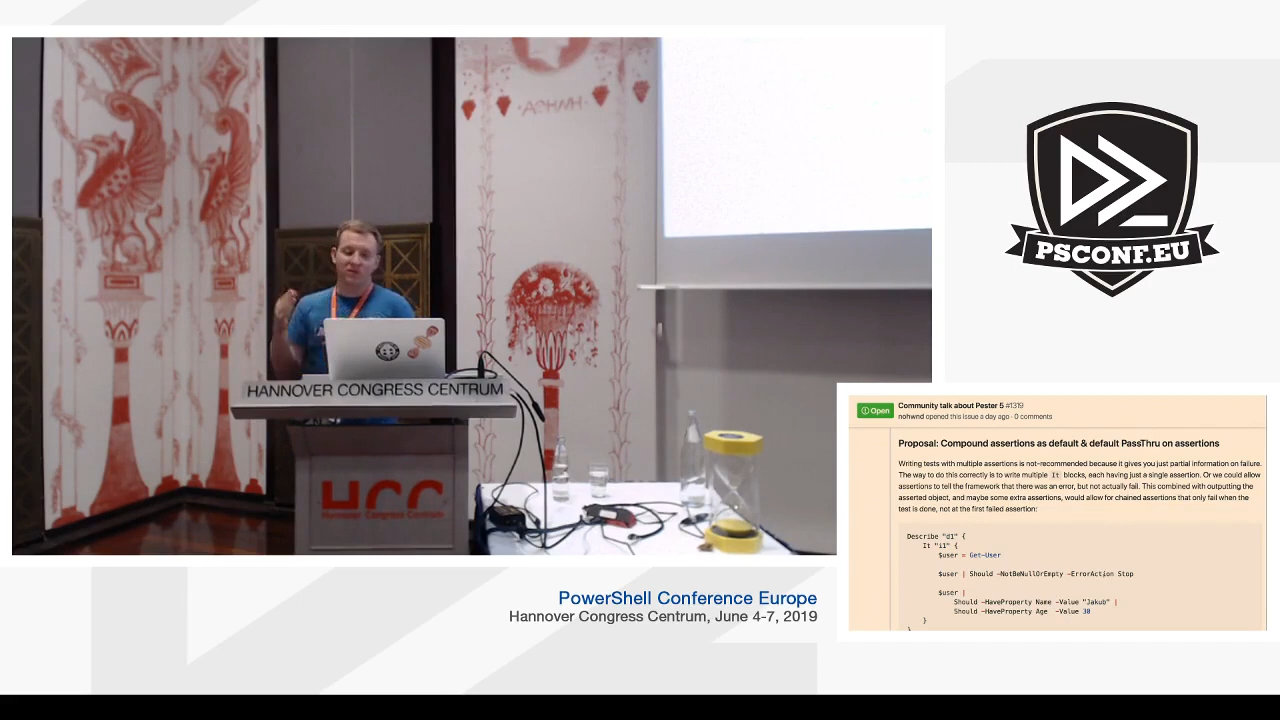 ΔΩΗΛΗ
HANNOVER CONGRESS CENTRUM
HCC
Hannover Congress Centrum
PSCONF.EU
Open
Community talk about Pester 5 #1319
nohwnd opened this issue a day ago · 0 comments
Proposal: Compound assertions as default & default PassThru on assertions
Writing tests with multiple assertions is not-recommended because it gives you just partial information on failure.
The way to do this correctly is to write multiple It blocks, each having just a single assertion. Or we could allow
assertions to tell the framework that there was an error, but not actually fail. This combined with outputting the
asserted object, and maybe some extra assertions, would allow for chained assertions that only fail when the
test is done, not at the first failed assertion:
Describe "d1" {
It "i1" {
$user = Get-User
$user | Should -NotBeNullOrEmpty -ErrorAction Stop
$user |
Should -HaveProperty Name -Value "Jakub" |
Should -HaveProperty Age -Value 30
}
}
PowerShell Conference Europe
Hannover Congress Centrum, June 4-7, 2019